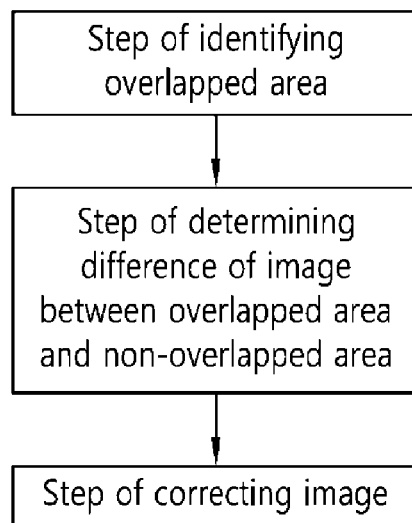 Step of identifying
overlapped area
Step of determining
difference of image
between overlapped area
and non-overlapped area
Step of correcting image